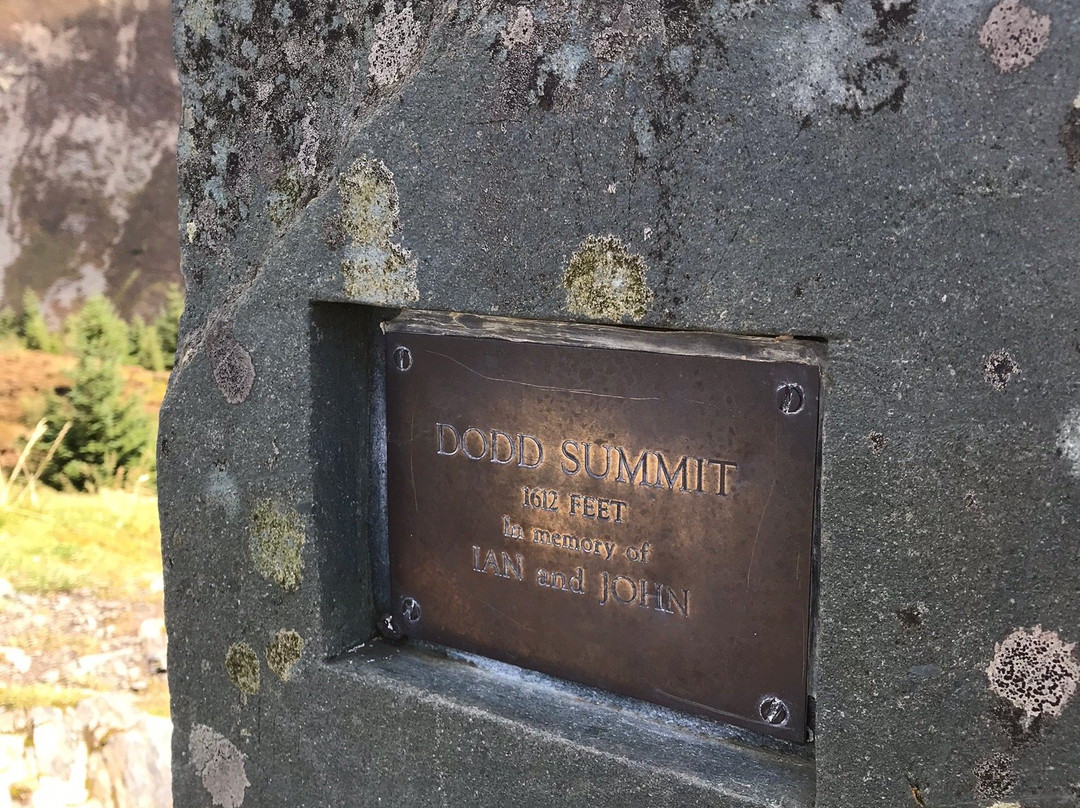 DODD SUMMIT
1612 FEET
In memory of
IAN and JOHN